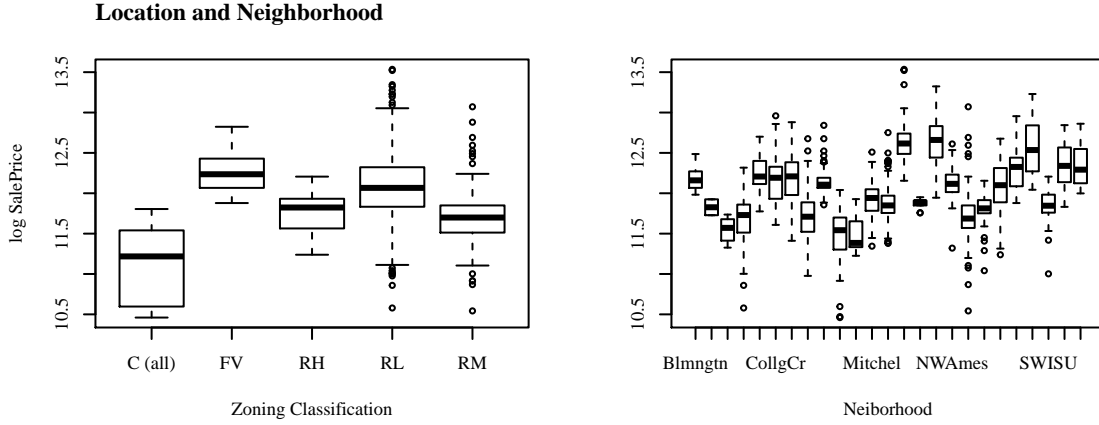 Location and Neighborhood
log SalePrice
13.5
12.5
11.5
10.5
C (all) FV RH RL RM
Zoning Classification
13.5
12.5
11.5
10.5
Blmngtn CollgCr Mitchel NWAmes SWISU
Neiborhood